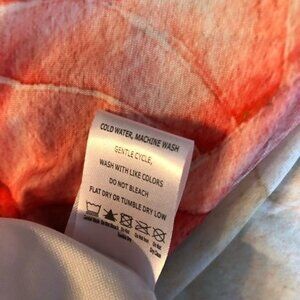 COLD WATER, MACHINE WASH
GENTLE CYCLE,
WASH WITH LIKE COLORS
DO NOT BLEACH
FLAT DRY OR TUMBLE DRY LOW